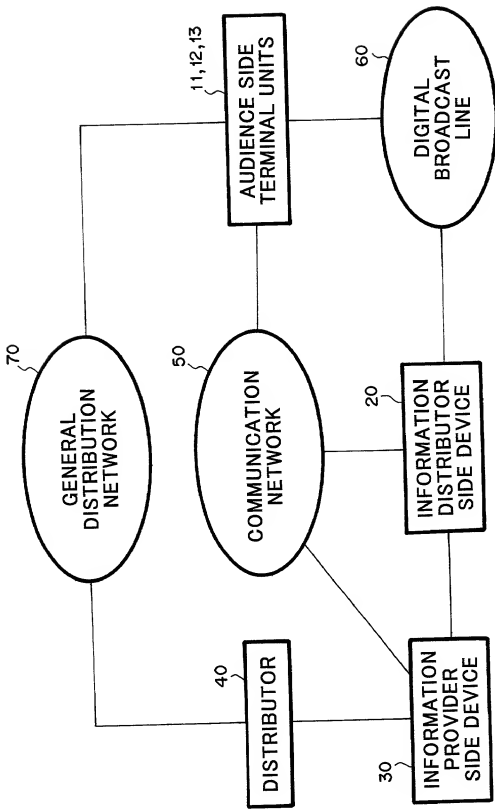 70
GENERAL
DISTRIBUTION
NETWORK
40
DISTRIBUTOR
50
COMMUNICATION
NETWORK
11,12,13
AUDIENCE SIDE
TERMINAL UNITS
30
INFORMATION
PROVIDER
SIDE DEVICE
20
INFORMATION
DISTRIBUTOR
SIDE DEVICE
60
DIGITAL
BROADCAST
LINE